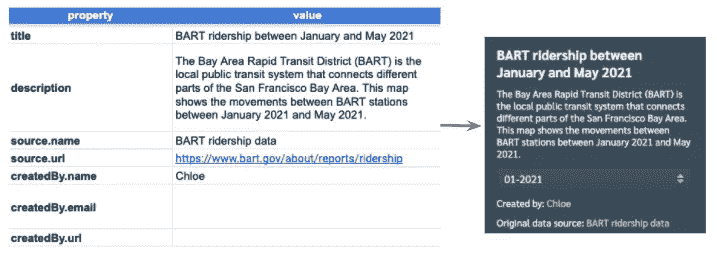 property value
title BART ridership between January and May 2021
description
The Bay Area Rapid Transit District (BART) is the
local public transit system that connects different
parts of the San Francisco Bay Area. This map
shows the movements between BART stations
between January 2021 and May 2021.
source.name BART ridership data
source.url https://www.bart.gov/about/reports/ridership
createdBy.name Chloe
createdBy.email
createdBy.url
BART ridership between
January and May 2021
The Bay Area Rapid Transit District (BART) is
the local public transit system that connects
different parts of the San Francisco Bay Area.
This map shows the movements between
BART stations between January 2021 and May
2021.
01-2021
Created by: Chloe
Original data source: BART ridership data